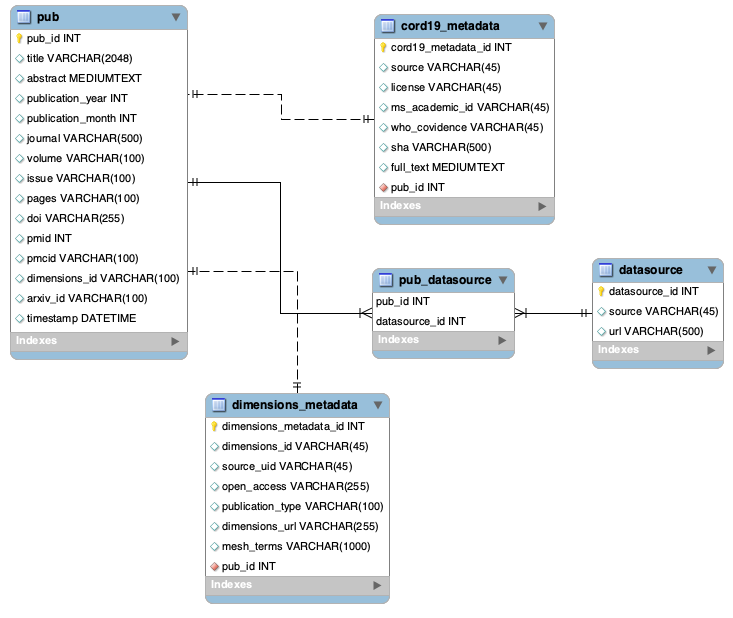 pub
pub_id INT
title VARCHAR(2048)
abstract MEDIUMTEXT
publication_year INT
publication_month INT
journal VARCHAR(500)
volume VARCHAR(100)
issue VARCHAR(100)
pages VARCHAR(100)
doi VARCHAR(255)
pmid INT
pmcid VARCHAR(100)
dimensions_id VARCHAR(100)
arxiv_id VARCHAR(100)
timestamp DATETIME
Indexes
cord19_metadata
cord19_metadata_id INT
source VARCHAR(45)
license VARCHAR(45)
ms_academic_id VARCHAR(45)
who_covidence VARCHAR(45)
sha VARCHAR(500)
full_text MEDIUMTEXT
pub_id INT
Indexes
pub_datasource
pub_id INT
datasource_id INT
Indexes
datasource
datasource_id INT
source VARCHAR(45)
url VARCHAR(500)
Indexes
dimensions_metadata
dimensions_metadata_id INT
dimensions_id VARCHAR(45)
source_uid VARCHAR(45)
open_access VARCHAR(255)
publication_type VARCHAR(100)
dimensions_url VARCHAR(255)
mesh_terms VARCHAR(1000)
pub_id INT
Indexes